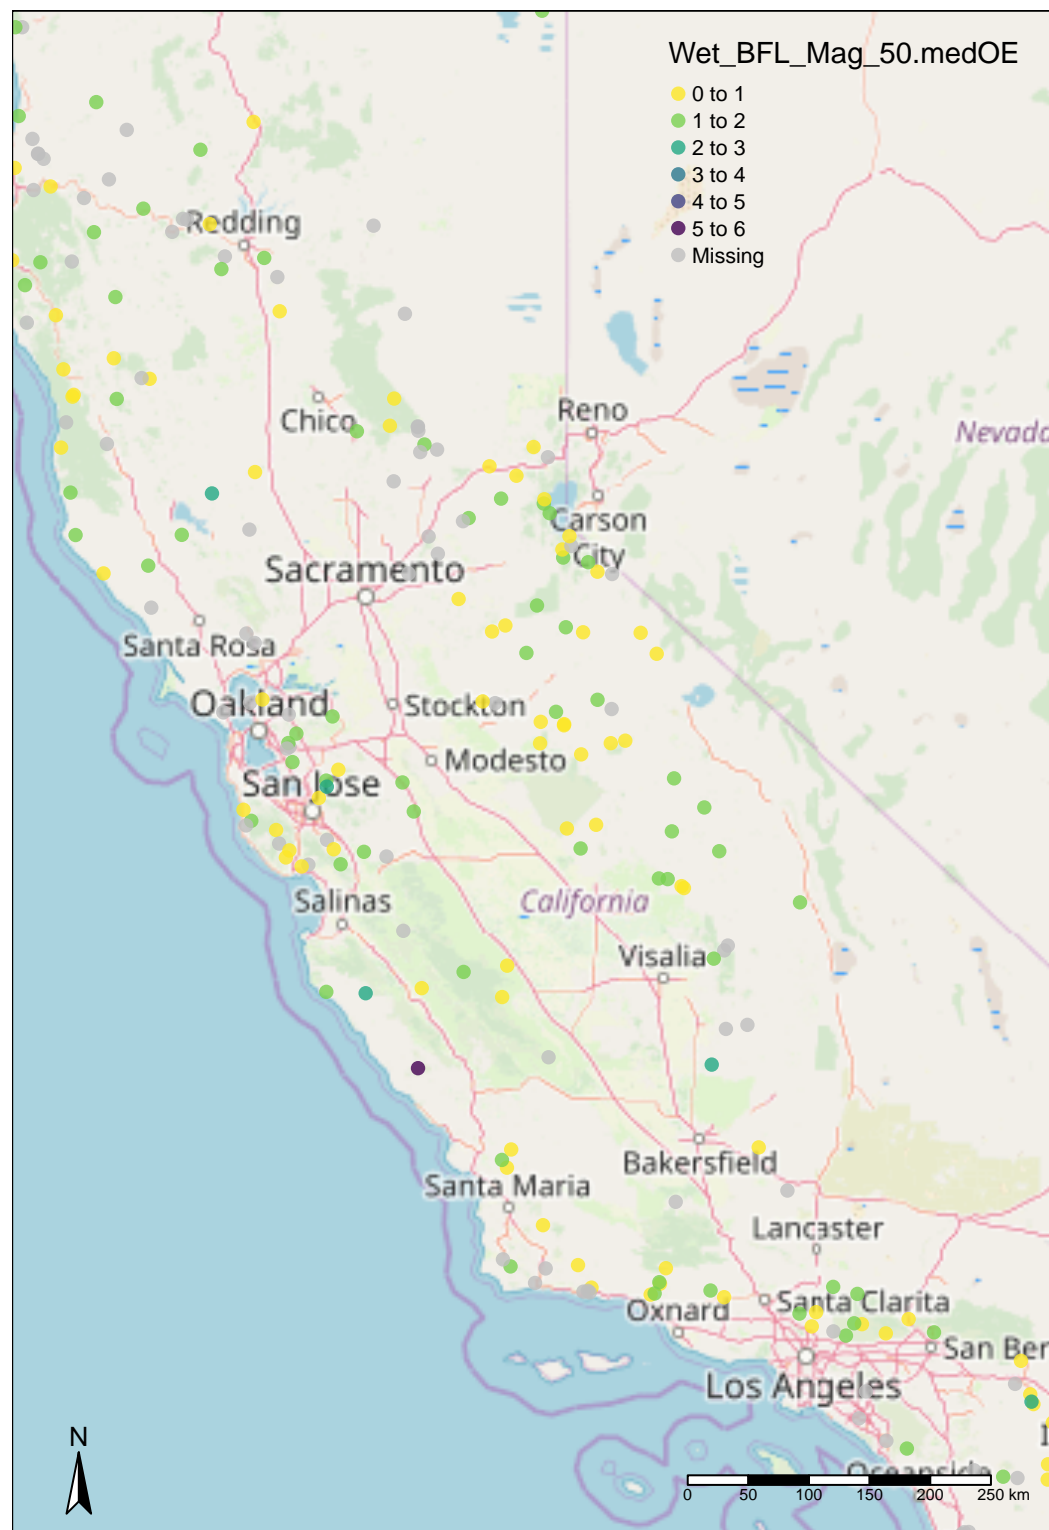 Wet_BFL_Mag_50.medOE
0 to 1
1 to 2
2 to 3
3 to 4
4 to 5
5 to 6
Missing
Redding
Chico
Reno
Nevada
Carson
City
Sacramento
Santa Rosa
Oakland
Stockton
Modesto
San Jose
Salinas
California
Visalia
Bakersfield
Santa Maria
Lancaster
Oxnard
Santa Clarita
San Ber
Los Angeles
Oceanside
N
0 50 100 150 200 250 km